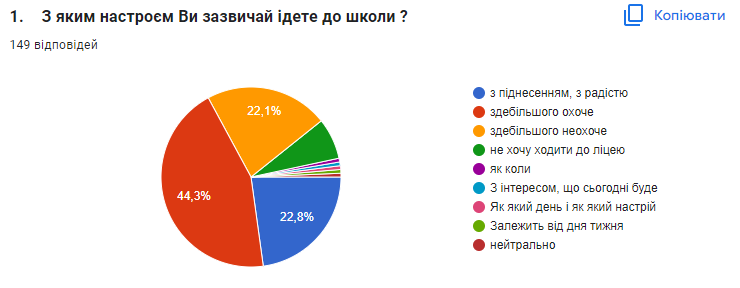 1. З яким настроєм Ви зазвичай ідете до школи ?
Копіювати
149 відповідей
22,1%
44,3%
22,8%
з піднесенням, з радістю
здебільшого охоче
здебільшого неохоче
не хочу ходити до ліцею
як коли
З інтересом, що сьогодні буде
Як який день і як який настрій
Залежить від дня тижня
нейтрально